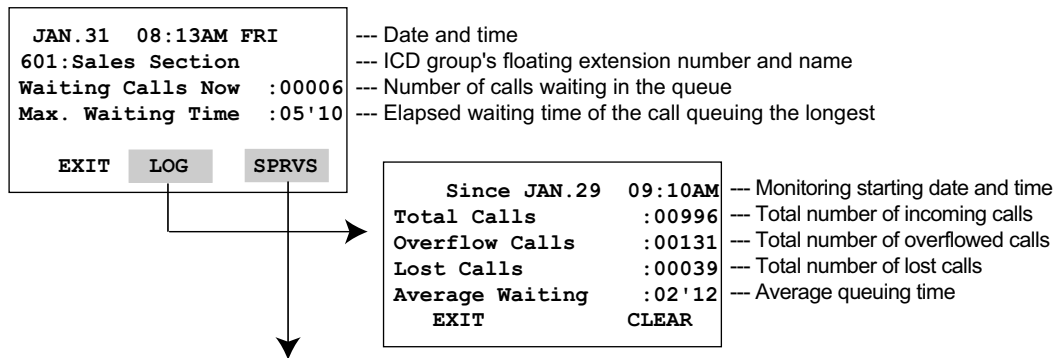 JAN.31 08:13AM FRI --- Date and time
601:Sales Section --- ICD group's floating extension number and name
Waiting Calls Now :00006 --- Number of calls waiting in the queue
Max. Waiting Time :05'10 --- Elapsed waiting time of the call queuing the longest
EXIT LOG SPRVS
Since JAN.29 09:10AM --- Monitoring starting date and time
Total Calls :00996 --- Total number of incoming calls
Overflow Calls :00131 --- Total number of overflowed calls
Lost Calls :00039 --- Total number of lost calls
Average Waiting :02'12 --- Average queuing time
EXIT CLEAR